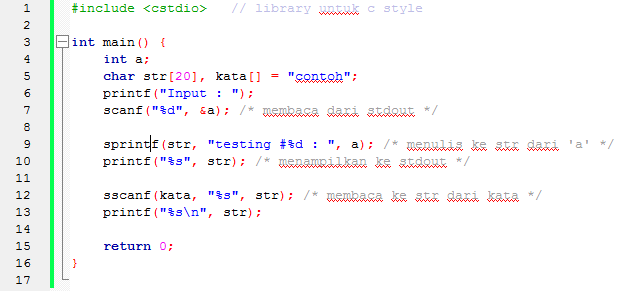 1 #include <cstdio>   // library untuk c style
2
3 int main() {
4     int a;
5     char str[20], kata[] = "contoh";
6     printf("Input : ");
7     scanf("%d", &a); /* membaca dari stdout */
8
9     sprintf(str, "testing #%d : ", a); /* menulis ke str dari 'a' */
10     printf("%s", str); /* menampilkan ke stdout */
11
12     sscanf(kata, "%s", str); /* membaca ke str dari kata */
13     printf("%s\n", str);
14
15     return 0;
16 }
17